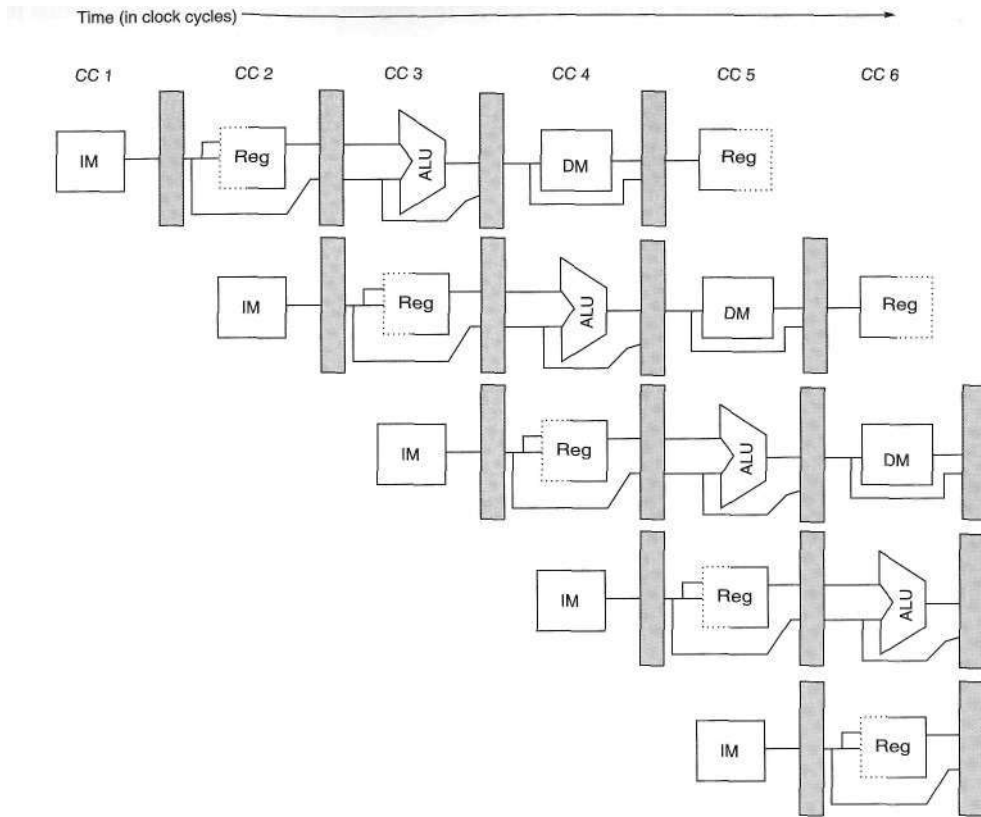 Time (in clock cycles)
CC 1 CC 2 CC 3 CC 4 CC 5 CC 6
IM Reg ALU DM Reg
IM Reg ALU DM Reg
IM Reg ALU DM
IM Reg ALU
IM Reg